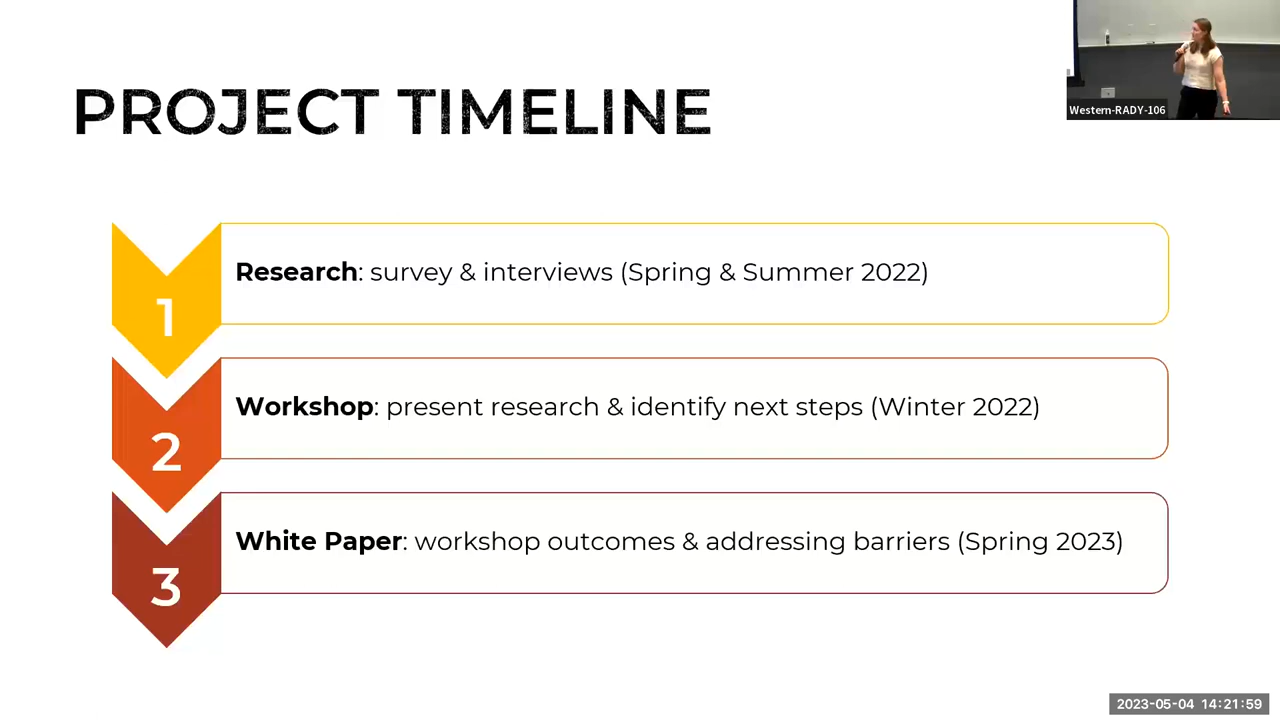 PROJECT TIMELINE
Western-RADY-106
1
Research: survey & interviews (Spring & Summer 2022)
2
Workshop: present research & identify next steps (Winter 2022)
3
White Paper: workshop outcomes & addressing barriers (Spring 2023)
2023-05-04 14:21:59